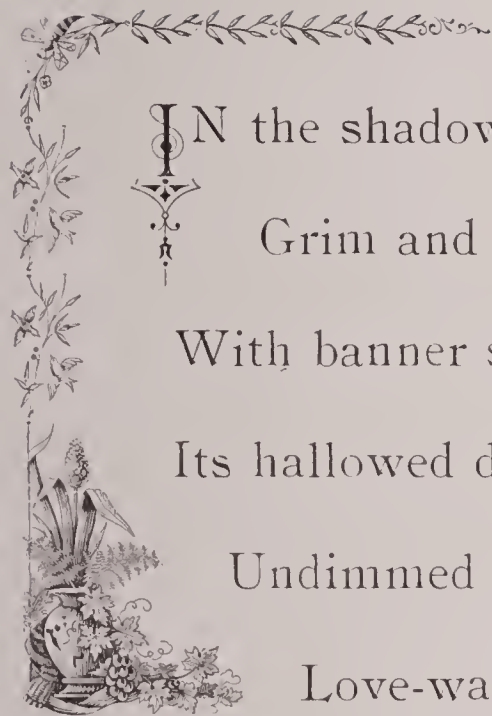 IN the shadow
Grim and
With banner s
Its hallowed d
Undimmed
Love-wa